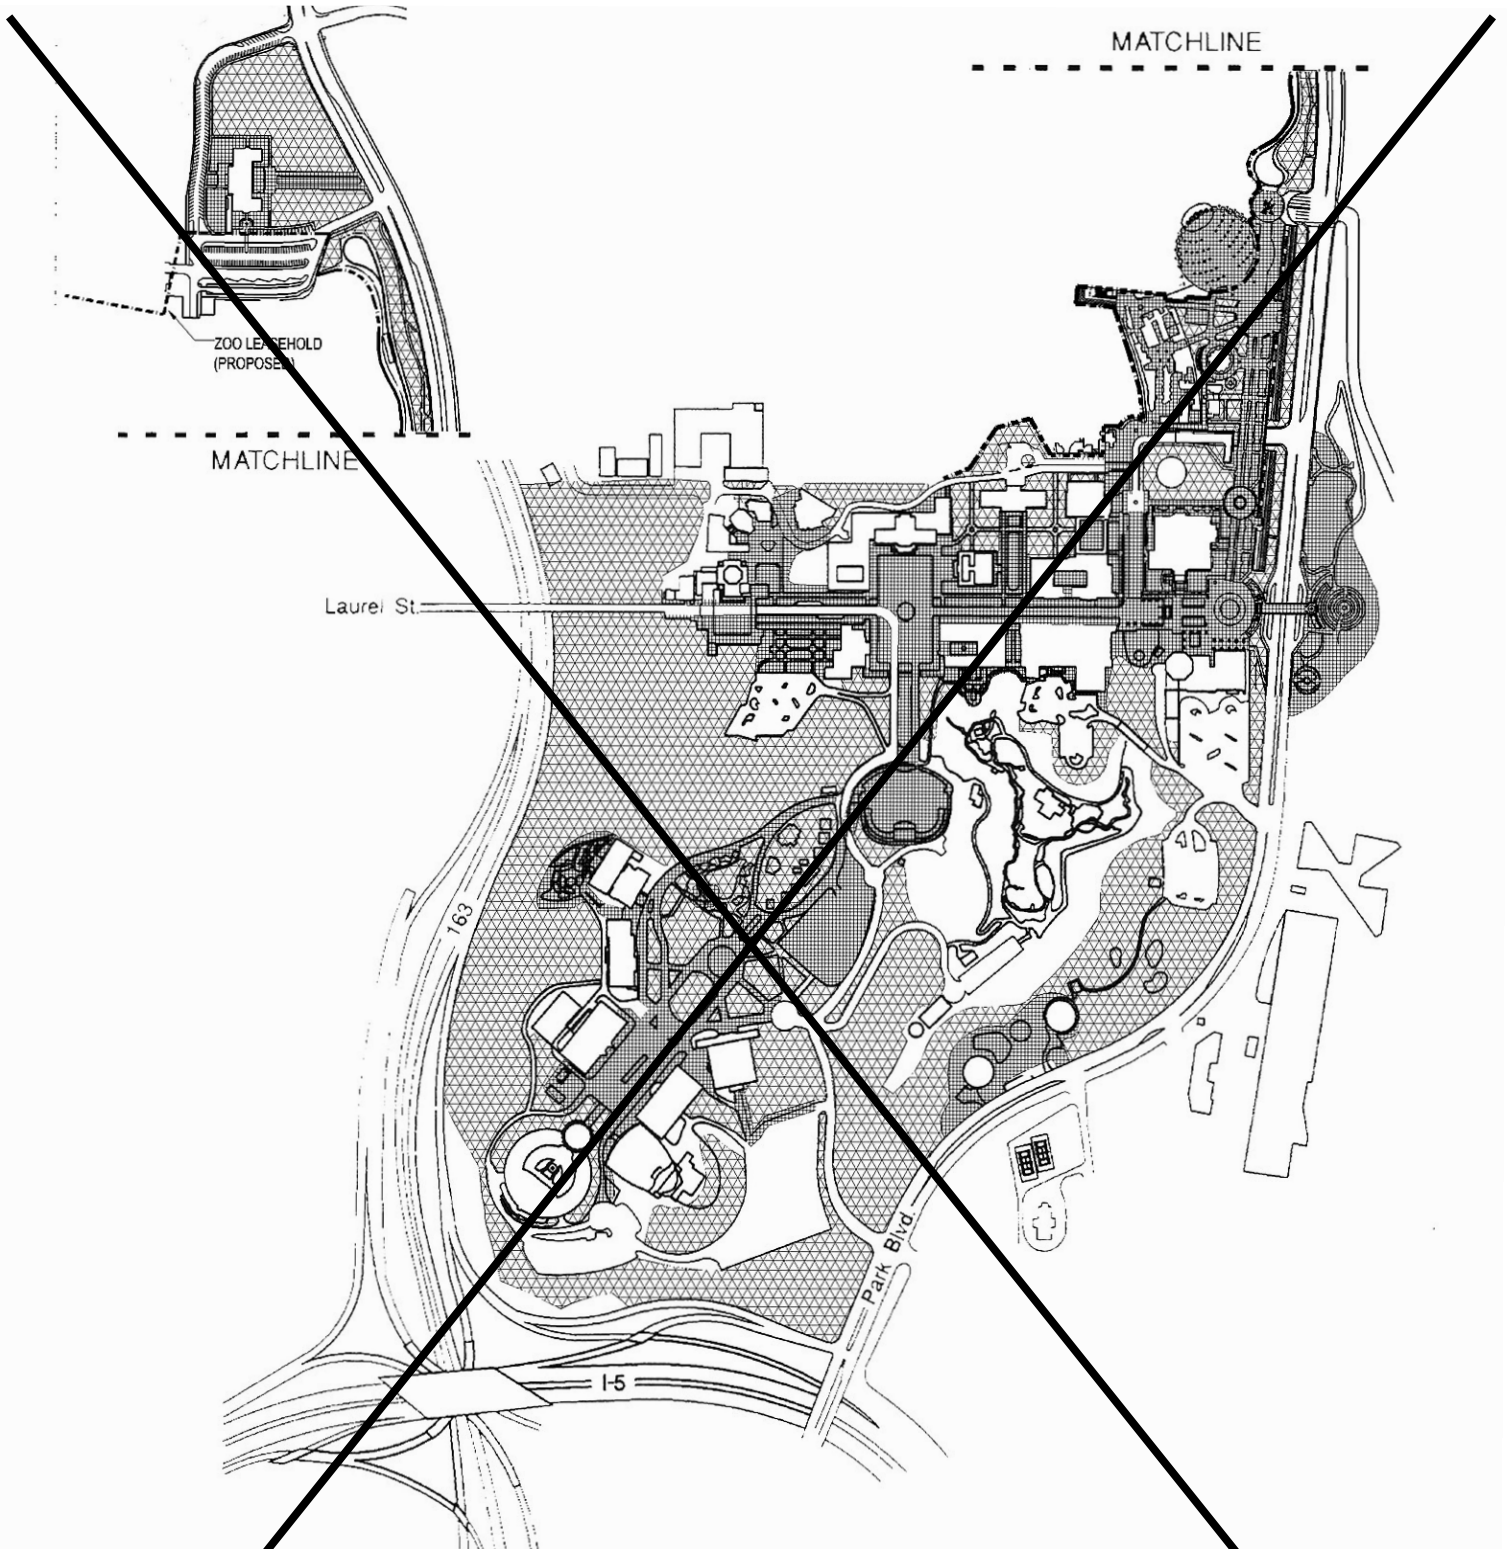 MATCHLINE
ZOO LEASEHOLD
(PROPOSED)
MATCHLINE
Laurel St.
163
Park Blvd.
I-5